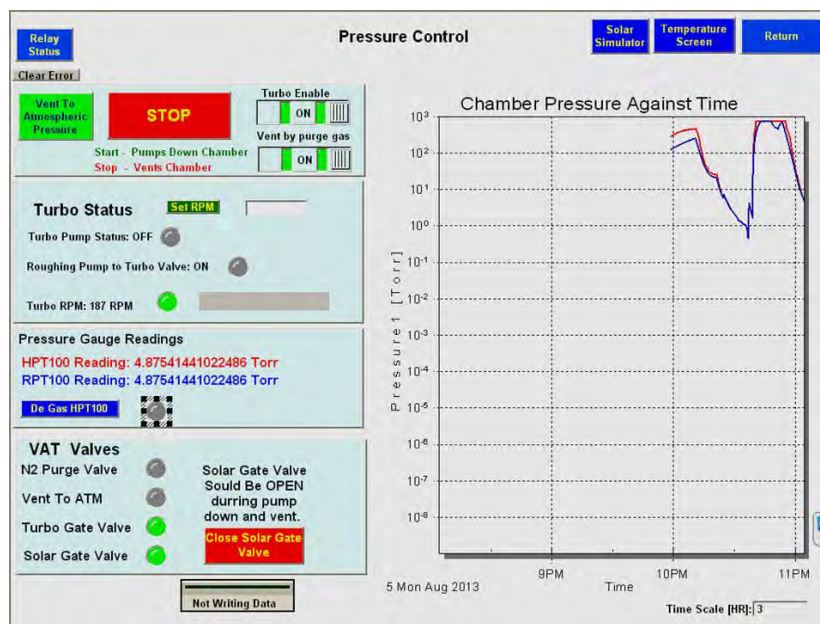 Relay
Status
Pressure Control
Solar
Simulator
Temperature
Screen
Return
Clear Error
Vent To
Atmospheric
Pressure
STOP
Turbo Enable
ON
Vent by purge gas
ON
Start - Pumps Down Chamber
Stop - Vents Chamber
Turbo Status
Set RPM
Turbo Pump Status: OFF
Roughing Pump to Turbo Valve: ON
Turbo RPM: 187 RPM
Pressure Gauge Readings
HPT100 Reading: 4.87541441022486 Torr
RPT100 Reading: 4.87541441022486 Torr
De Gas HPT100
VAT Valves
N2 Purge Valve
Vent To ATM
Turbo Gate Valve
Solar Gate Valve
Solar Gate Valve
Sould Be OPEN
durring pump
down and vent.
Close Solar Gate
Valve
Not Writing Data
Chamber Pressure Against Time
Pressure1 [Torr]
10³
10²
10¹
10⁰
10⁻¹
10⁻²
10⁻³
10⁻⁴
10⁻⁵
10⁻⁶
10⁻⁷
10⁻⁸
9PM
10PM
11PM
5 Mon Aug 2013
Time
Time Scale [HR]: 3